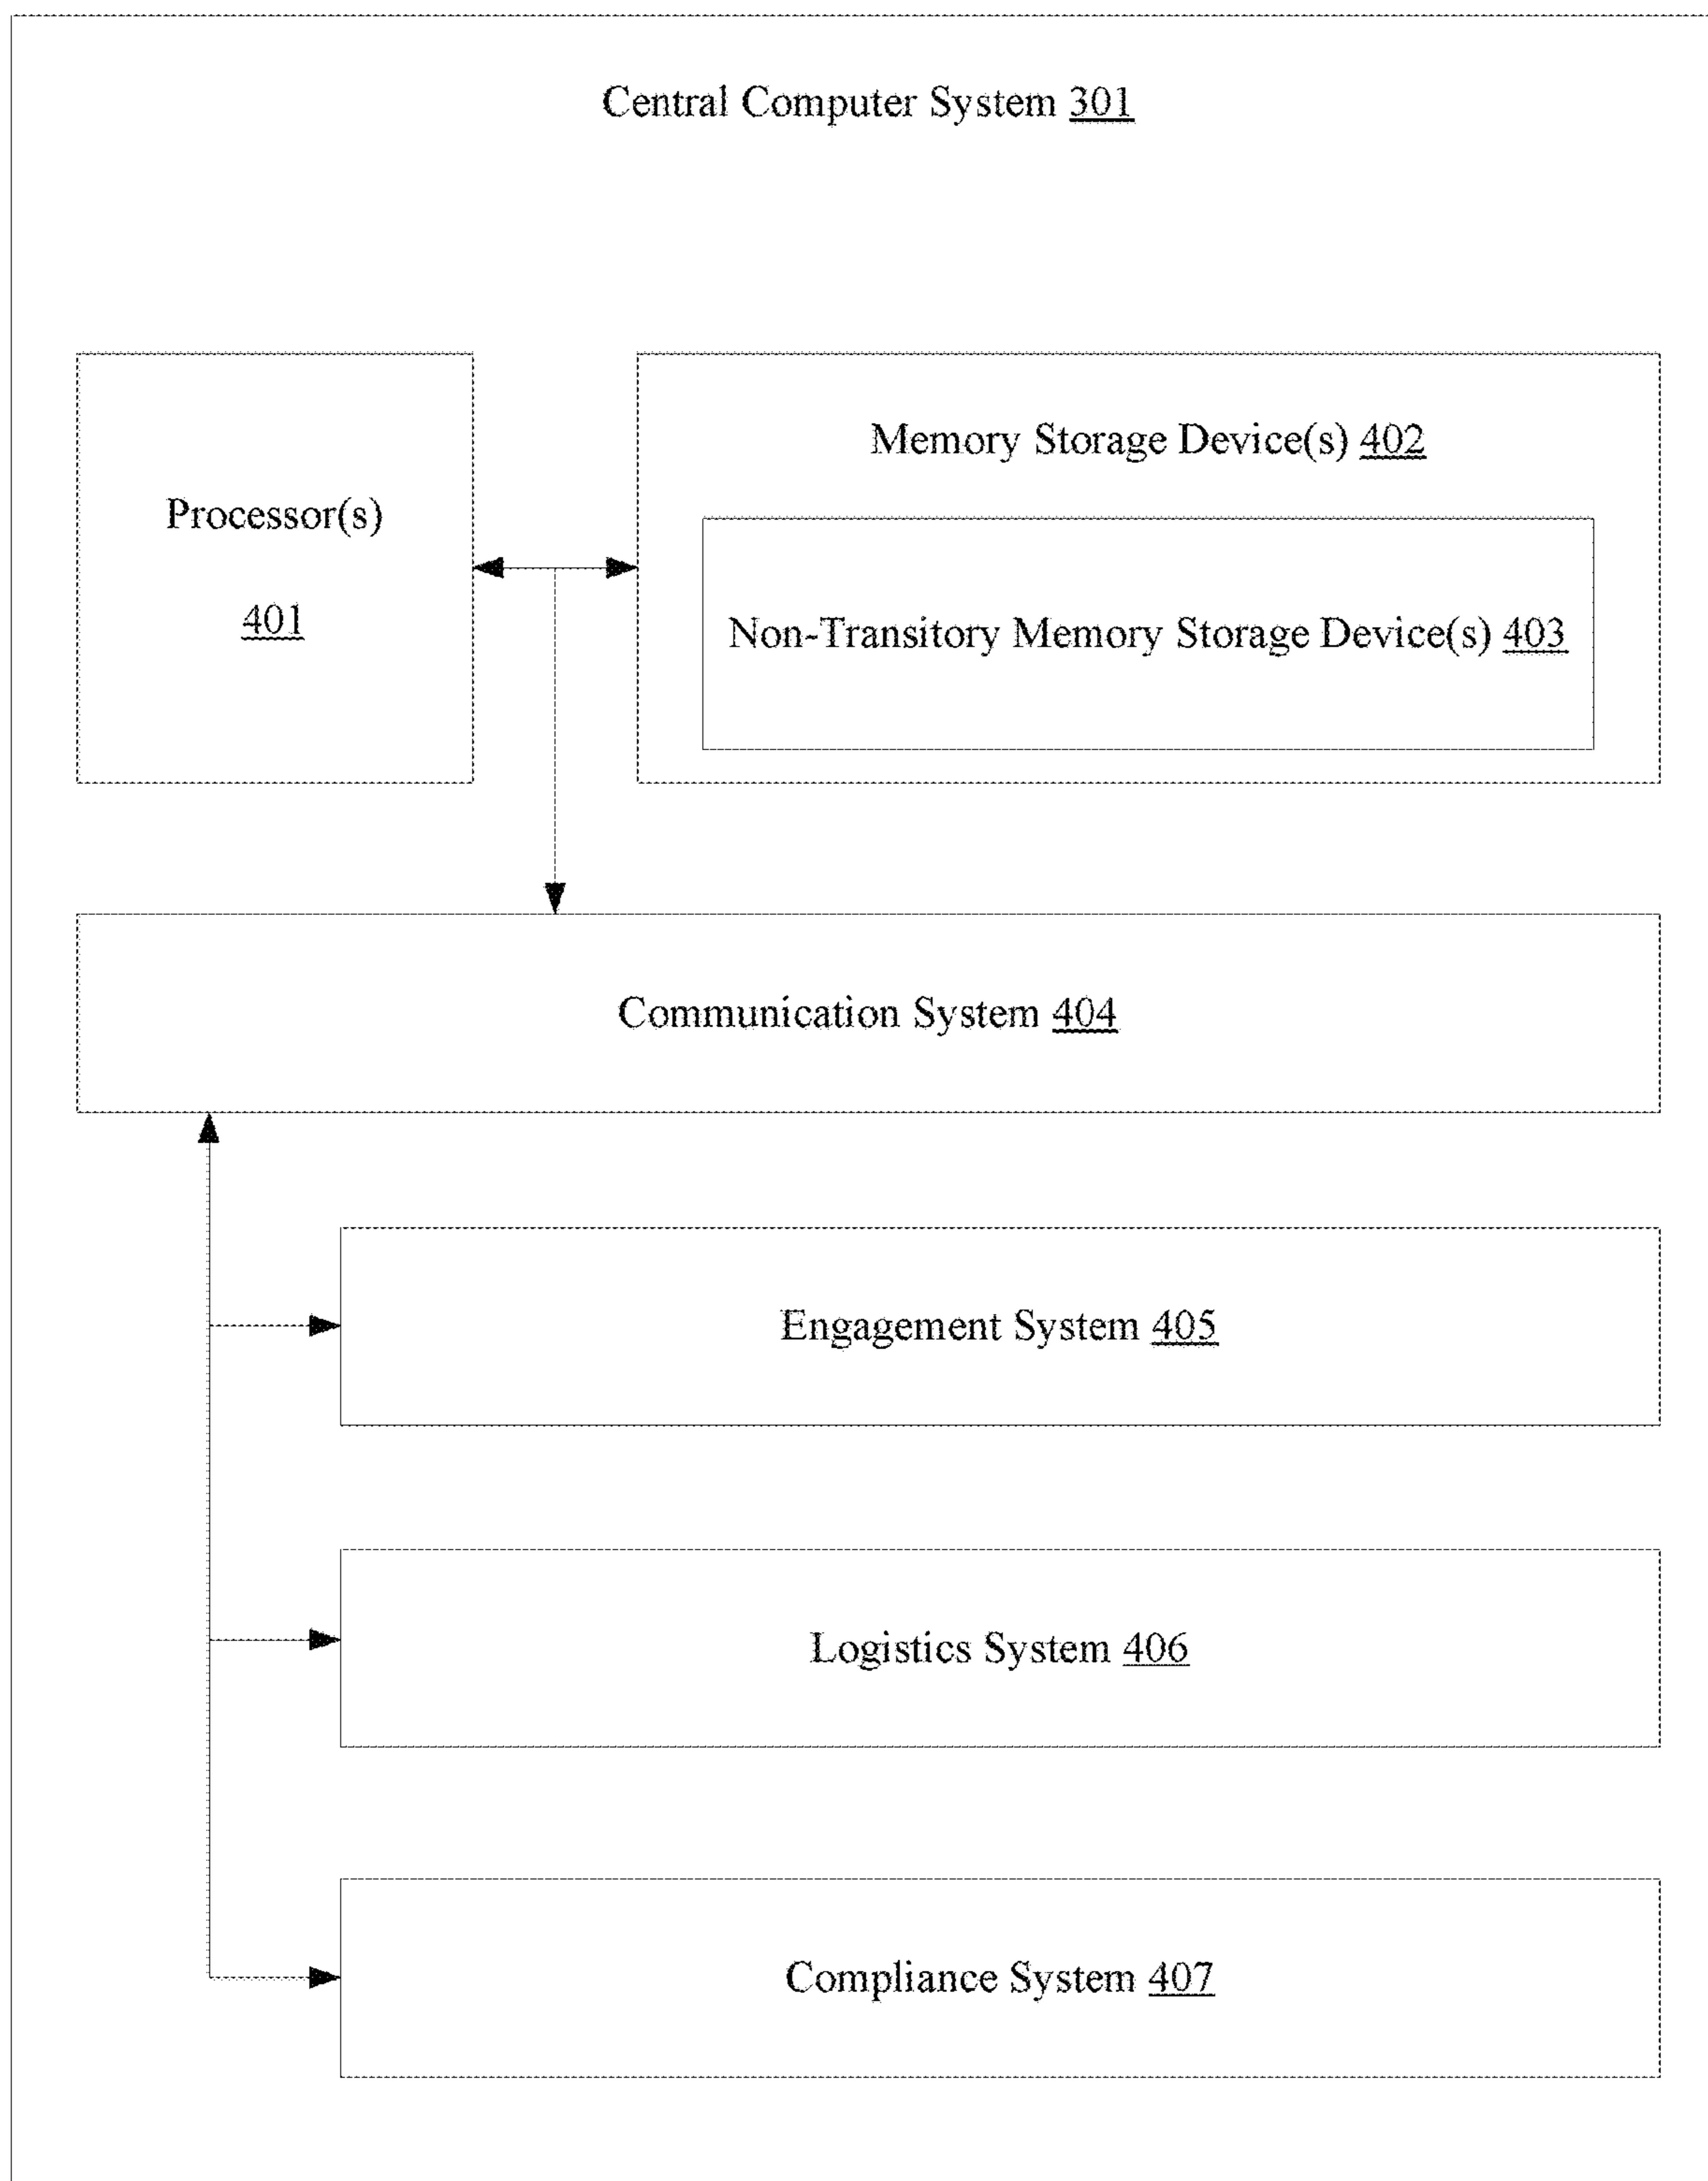 Central Computer System 301
Processor(s)
401
Memory Storage Device(s) 402
Non-Transitory Memory Storage Device(s) 403
Communication System 404
Engagement System 405
Logistics System 406
Compliance System 407